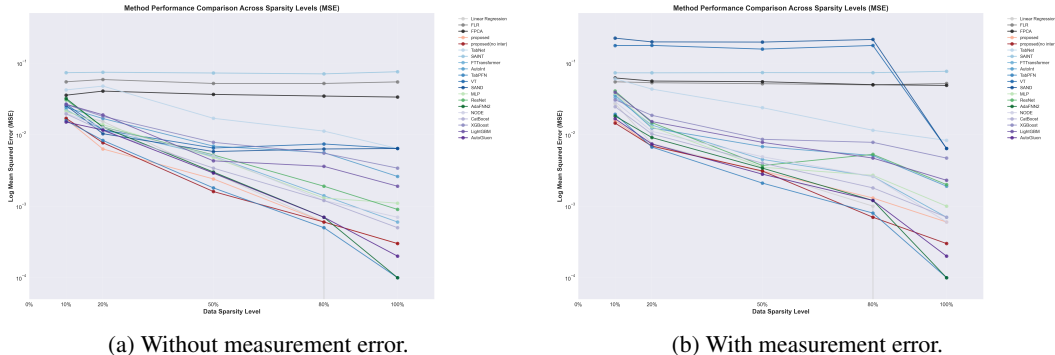 Method Performance Comparison Across Sparsity Levels (MSE)
Log Mean Squared Error (MSE)
10⁻¹
10⁻²
10⁻³
10⁻⁴
0%
10%
20%
50%
80%
100%
Data Sparsity Level
Linear Regression
FLR
FPCA
proposed
proposed(no inter)
TabNet
SAINT
FTTransformer
AutoInt
TabPFN
VT
SAND
MLP
ResNet
AdaFNN2
NODE
CatBoost
XGBoost
LightGBM
AutoGluon
(a) Without measurement error.
Method Performance Comparison Across Sparsity Levels (MSE)
Log Mean Squared Error (MSE)
10⁻¹
10⁻²
10⁻³
10⁻⁴
0%
10%
20%
50%
80%
100%
Data Sparsity Level
Linear Regression
FLR
FPCA
proposed
proposed(no inter)
TabNet
SAINT
FTTransformer
AutoInt
TabPFN
VT
SAND
MLP
ResNet
AdaFNN2
NODE
CatBoost
XGBoost
LightGBM
AutoGluon
(b) With measurement error.